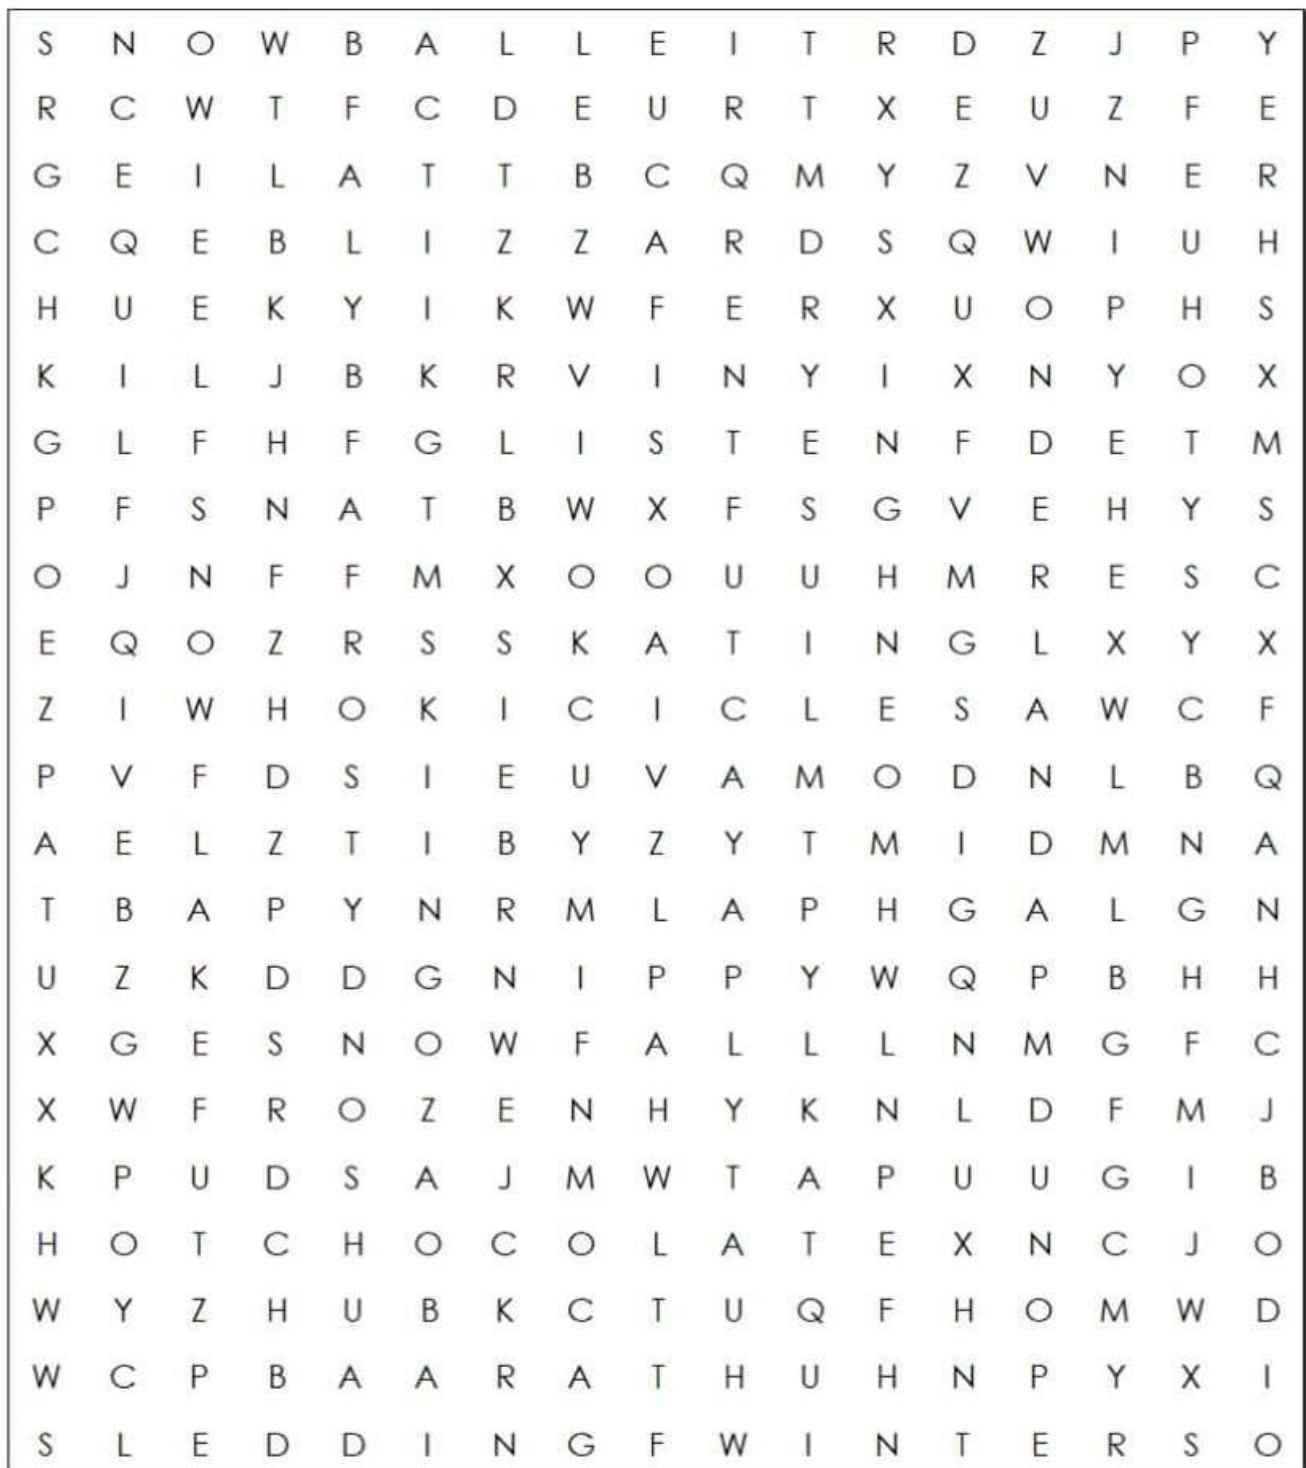 S N O W B A L L E I T R D Z J P Y
R C W T F C D E U R T X E U Z F E
G E I L A T T B C Q M Y Z V N E R
C Q E B L I Z Z A R D S Q W I U H
H U E K Y I K W F E R X U O P H S
K I L J B K R V I N Y I X N Y O X
G L F H F G L I S T E N F D E T M
P F S N A T B W X F S G V E H Y S
O J N F F M X O O U U H M R E S C
E Q O Z R S S K A T I N G L X Y X
Z I W H O K I C I C L E S A W C F
P V F D S I E U V A M O D N L B Q
A E L Z T I B Y Z Y T M I D M N A
T B A P Y N R M L A P H G A L G N
U Z K D D G N I P P Y W Q P B H H
X G E S N O W F A L L L N M G F C
X W F R O Z E N H Y K N L D F M J
K P U D S A J M W T A P U U G I B
H O T C H O C O L A T E X N C J O
W Y Z H U B K C T U Q F H O M W D
W C P B A A R A T H U H N P Y X I
S L E D D I N G F W I N T E R S O